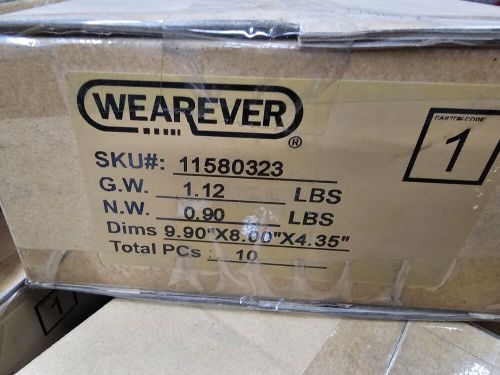 WEAREVER
®
SKU#: 11580323
G.W. 1.12 LBS
N.W. 0.90 LBS
Dims 9.90"X8.00"X4.35"
Total PCs : 10
CARTON CODE
1
1